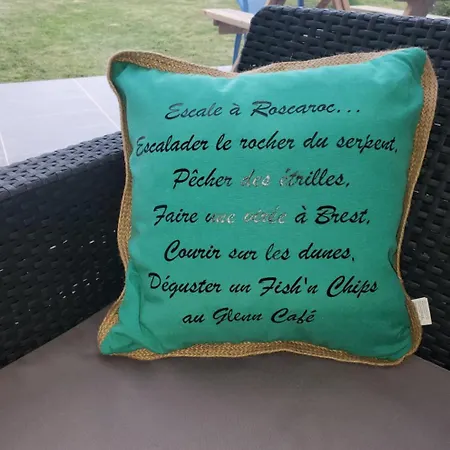 Escale à Roscaroc...
Escalader le rocher du serpent,
Pêcher des étrilles,
Faire une virée à Brest,
Courir sur les dunes,
Déguster un Fish'n Chips
au Glenn Café